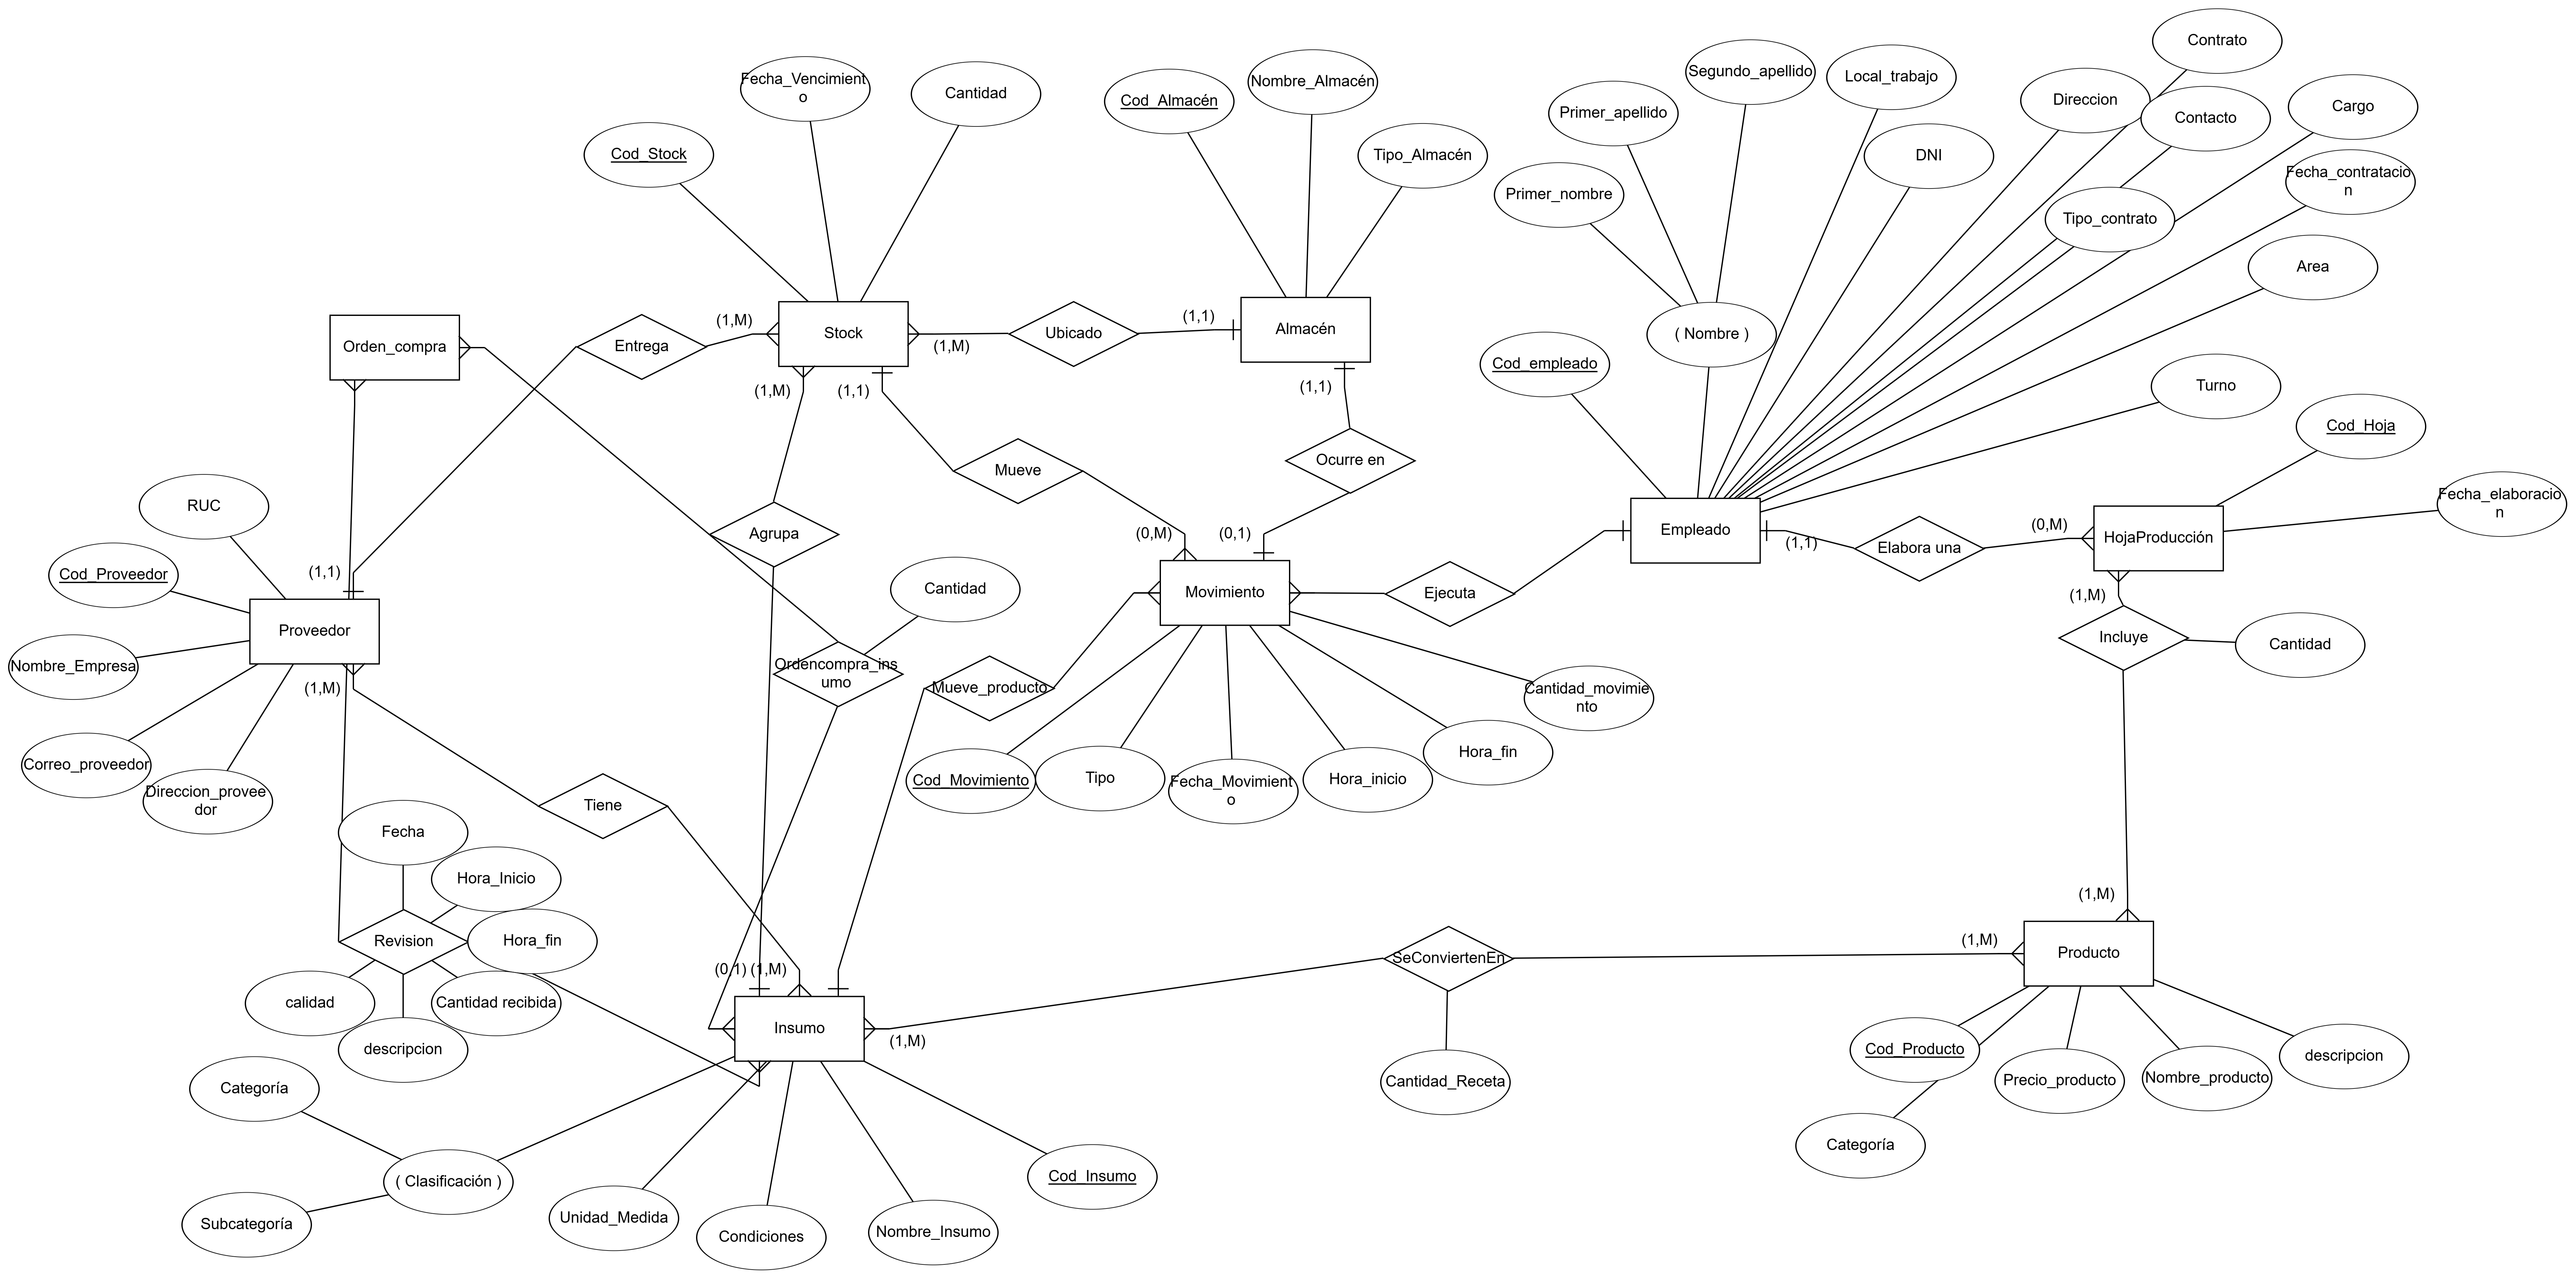 Contrato
Fecha_Vencimient
o
Cantidad
Cod_Almacén
Nombre_Almacén
Tipo_Almacén
Primer_apellido
Segundo_apellido
Local_trabajo
Direccion
Contacto
Cargo
Cod_Stock
DNI
Primer_nombre
Tipo_contrato
Fecha_contratacio
n
Area
Orden_compra
Entrega
(1,M)
Stock
(1,M)
Ubicado
(1,1)
Almacén
( Nombre )
Cod_empleado
Turno
(1,M)
(1,1)
(1,1)
Cod_Hoja
Mueve
Ocurre en
RUC
Fecha_elaboracio
n
Agrupa
(0,M)
(0,1)
Empleado
(1,1)
Elabora una
(0,M)
HojaProducción
Cod_Proveedor
(1,1)
Cantidad
Movimiento
Ejecuta
(1,M)
Proveedor
Incluye
Cantidad
Nombre_Empresa
(1,M)
Ordencompra_ins
umo
Mueve_producto
Cantidad_movimie
nto
Correo_proveedor
Direccion_provee
dor
Tiene
Cod_Movimiento
Tipo
Fecha_Movimient
o
Hora_inicio
Hora_fin
Fecha
Hora_Inicio
Revision
Hora_fin
calidad
Cantidad recibida
descripcion
(0,1)
(1,M)
Insumo
(1,M)
SeConviertenEn
(1,M)
(1,M)
Producto
Cantidad_Receta
Cod_Producto
Precio_producto
Nombre_producto
descripcion
Categoría
Categoría
( Clasificación )
Subcategoría
Unidad_Medida
Condiciones
Nombre_Insumo
Cod_Insumo